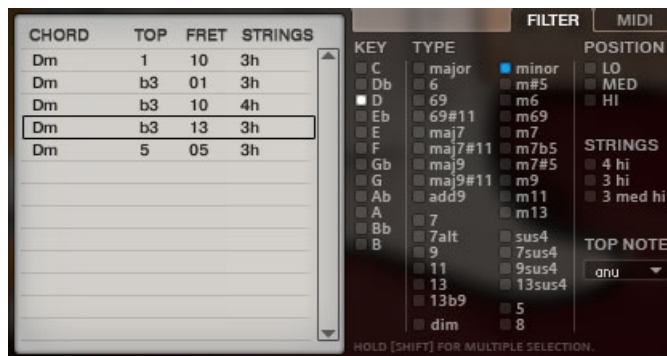 CHORD TOP FRET STRINGS
Dm 1 10 3h
Dm b3 01 3h
Dm b3 10 4h
Dm b3 13 3h
Dm 5 05 3h
FILTER MIDI
KEY
C
Db
D
Eb
E
F
Gb
G
Ab
A
Bb
B
TYPE
major
6
69
69#11
maj7
maj7#11
maj9
maj9#11
add9
7
7alt
9
11
13
13b9
dim
minor
m#5
m6
m69
m7
m7b5
m7#5
m9
m11
m13
sus4
7sus4
9sus4
13sus4
5
8
POSITION
LO
MED
HI
STRINGS
4 hi
3 hi
3 med hi
TOP NOTE
any
HOLD [SHIFT] FOR MULTIPLE SELECTION.